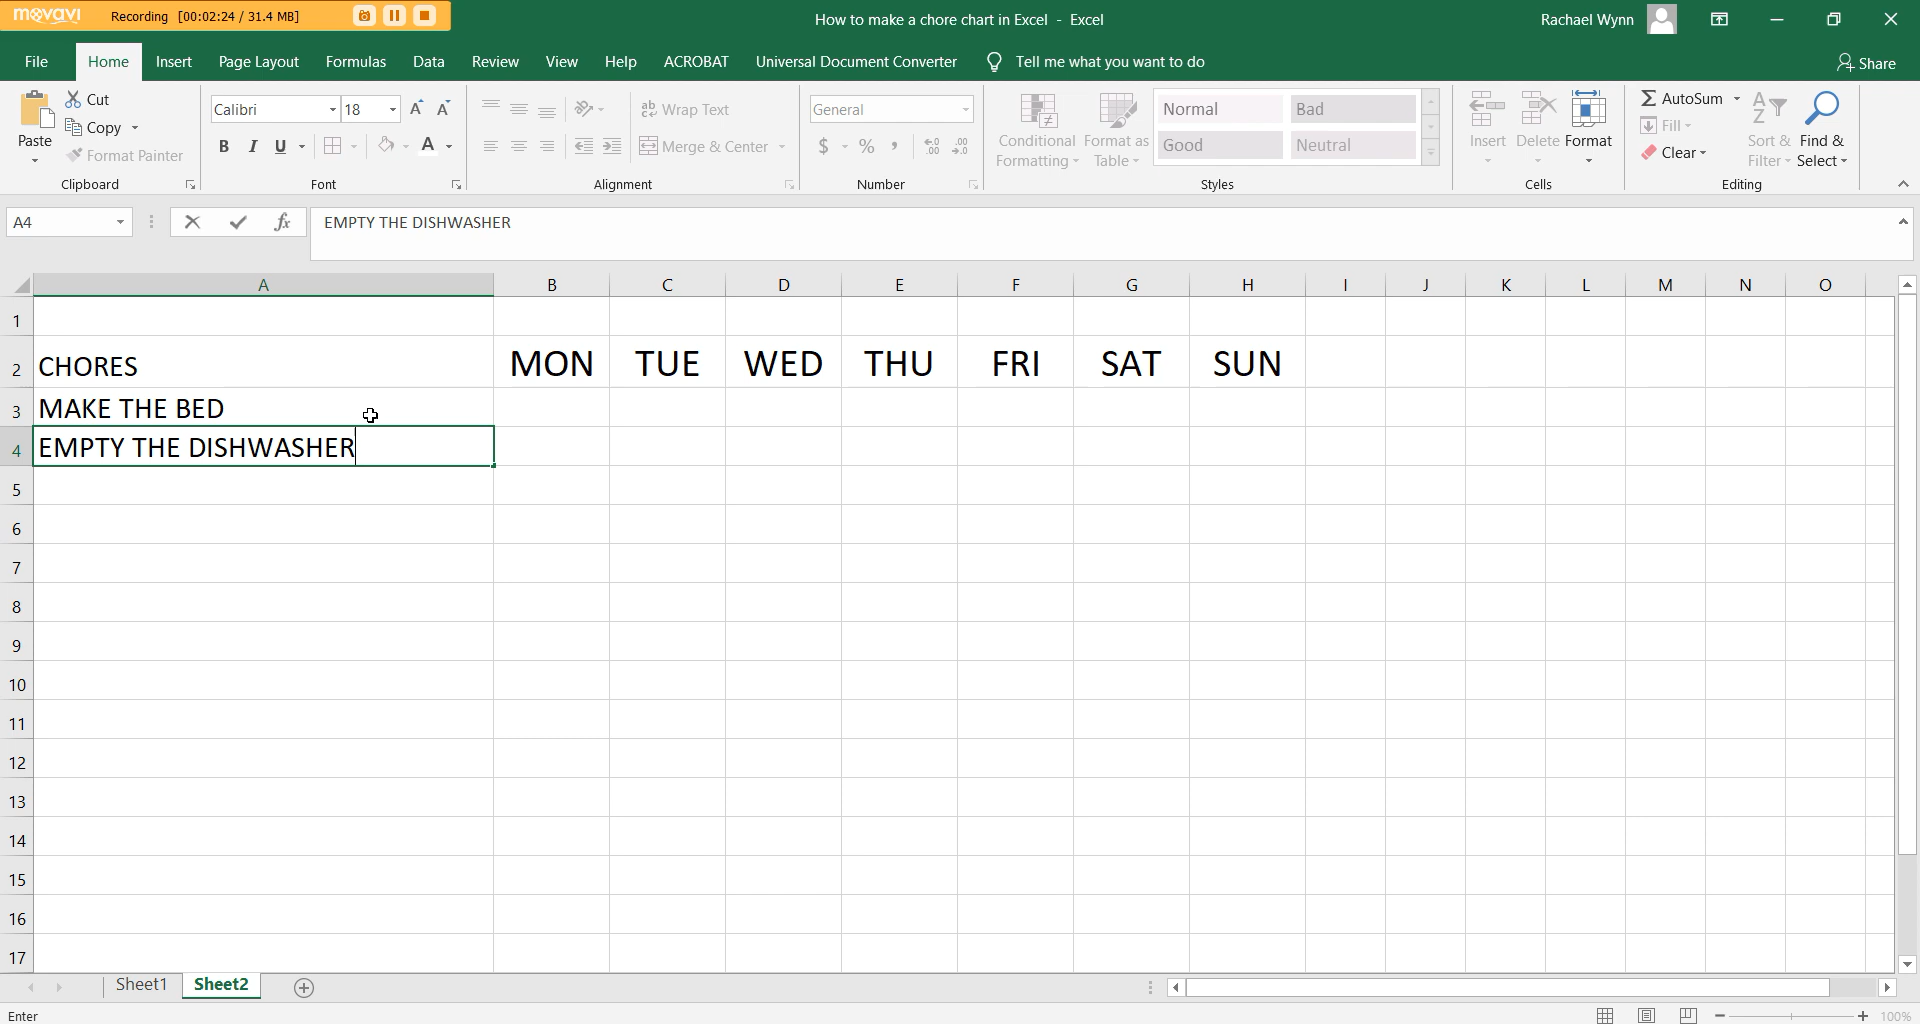 movavi Recording [00:02:24 / 31.4 MB]
How to make a chore chart in Excel - Excel
Rachael Wynn
File Home Insert Page Layout Formulas Data Review View Help ACROBAT Universal Document Converter Tell me what you want to do Share
Paste
Cut
Copy
Format Painter
Clipboard
Calibri 18 A A
B I U A
Font
ab Wrap Text
Merge & Center
Alignment
General
$ % ,
Number
Conditional Formatting
Format as Table
Normal Bad
Good Neutral
Styles
Insert Delete Format
Cells
AutoSum
Fill
Clear
Sort & Filter
Find & Select
Editing
A4 fx EMPTY THE DISHWASHER
A B C D E F G H I J K L M N O
1
2 CHORES MON TUE WED THU FRI SAT SUN
3 MAKE THE BED
4 EMPTY THE DISHWASHER
5
6
7
8
9
10
11
12
13
14
15
16
17
Sheet1 Sheet2
Enter 100%